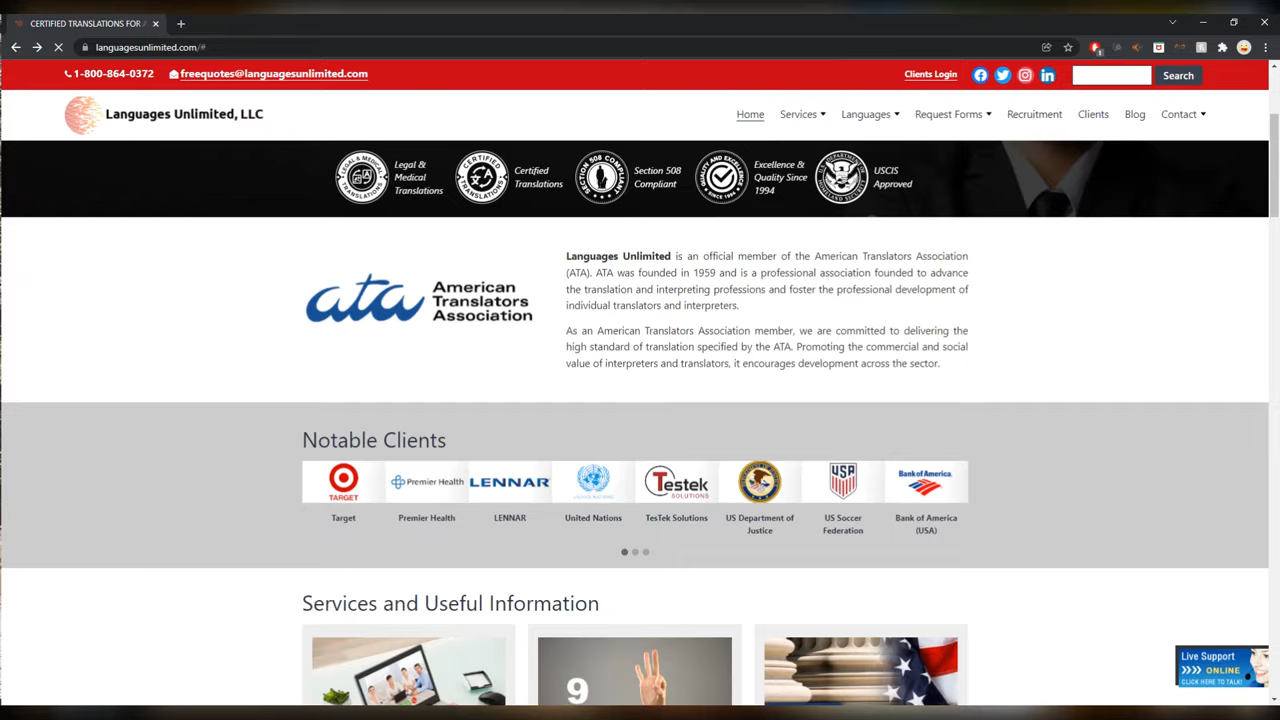 CERTIFIED TRANSLATIONS FOR
languagesunlimited.com/#
1-800-864-0372 freequotes@languagesunlimited.com Clients Login Search
Languages Unlimited, LLC Home Services Languages Request Forms Recruitment Clients Blog Contact
Legal &
Medical
Translations
Certified
Translations
Section 508
Compliant
Excellence &
Quality Since
1994
USCIS
Approved
American
Translators
Association
ata
Languages Unlimited is an official member of the American Translators Association
(ATA). ATA was founded in 1959 and is a professional association founded to advance
the translation and interpreting professions and foster the professional development of
individual translators and interpreters.
As an American Translators Association member, we are committed to delivering the
high standard of translation specified by the ATA. Promoting the commercial and social
value of interpreters and translators, it encourages development across the sector.
Notable Clients
TARGET
Premier Health
LENNAR
UNITED NATIONS
Testek
SOLUTIONS
USA
Bank of America
Target
Premier Health
LENNAR
United Nations
TesTek Solutions
US Department of
Justice
US Soccer
Federation
Bank of America
(USA)
Services and Useful Information
9
Live Support
>>>> ONLINE
CLICK HERE TO TALK!